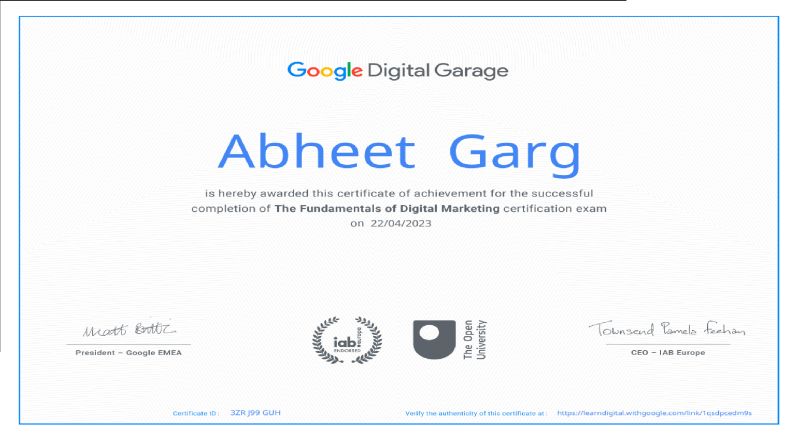 Google Digital Garage
Abheet Garg
is hereby awarded this certificate of achievement for the successful
completion of The Fundamentals of Digital Marketing certification exam
on 22/04/2023
Matt Brittin
President – Google EMEA
iab europe
ENDORSED
The Open
University
Townsend Pamela Feehan
CEO – IAB Europe
Certificate ID : 3ZR J99 GUH
Verify the authenticity of this certificate at : https://learndigital.withgoogle.com/link/1qsdpcedm9s